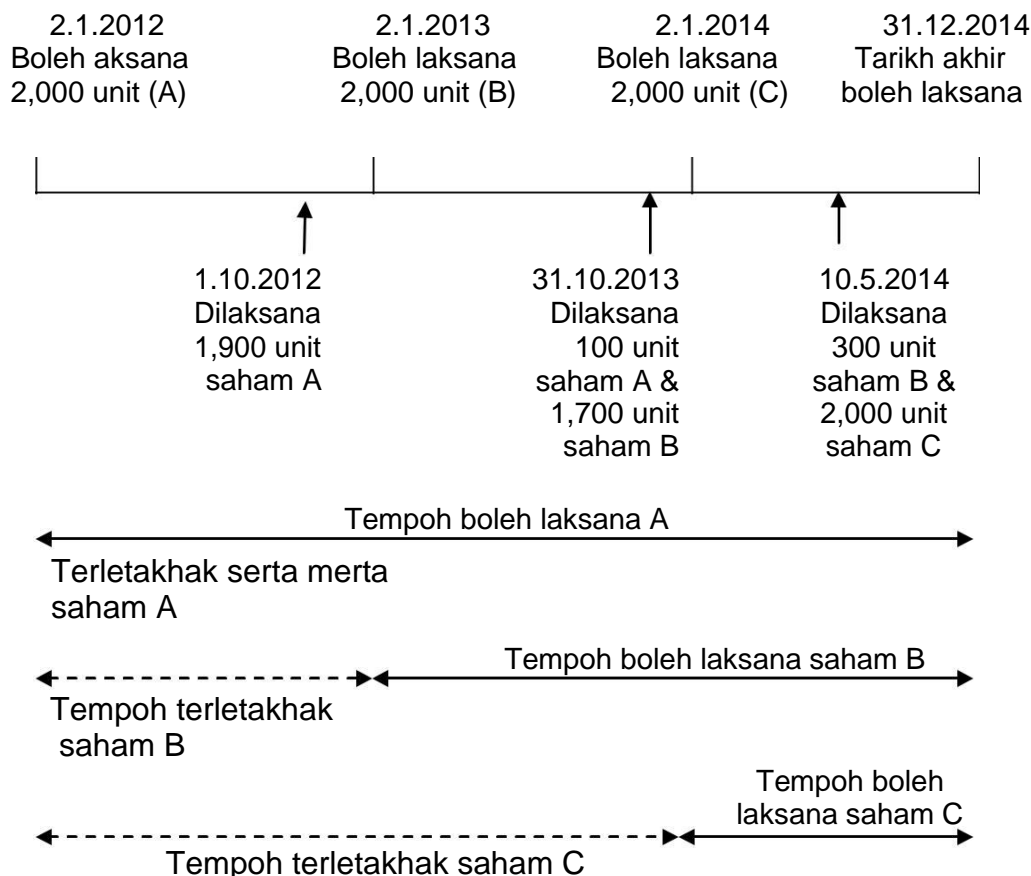 2.1.2012
Boleh aksana
2,000 unit (A)
2.1.2013
Boleh laksana
2,000 unit (B)
2.1.2014
Boleh laksana
2,000 unit (C)
31.12.2014
Tarikh akhir
boleh laksana
1.10.2012
Dilaksana
1,900 unit
saham A
31.10.2013
Dilaksana
100 unit
saham A &
1,700 unit
saham B
10.5.2014
Dilaksana
300 unit
saham B &
2,000 unit
saham C
Tempoh boleh laksana A
Terletakhak serta merta
saham A
Tempoh boleh laksana saham B
Tempoh terletakhak
saham B
Tempoh boleh
laksana saham C
Tempoh terletakhak saham C